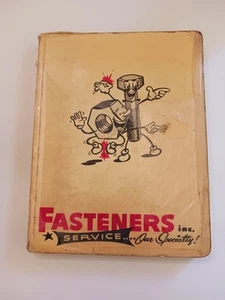 FASTENERS inc.
SERVICE....Our Specialty!